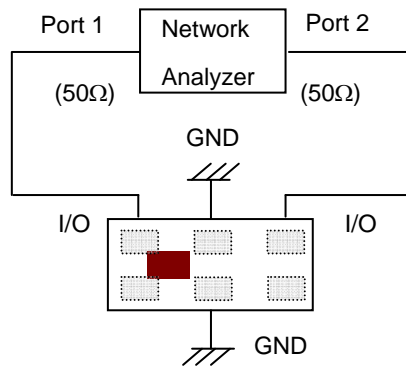 Port 1
Network
Analyzer
Port 2
(50Ω)
(50Ω)
GND
I/O
I/O
GND